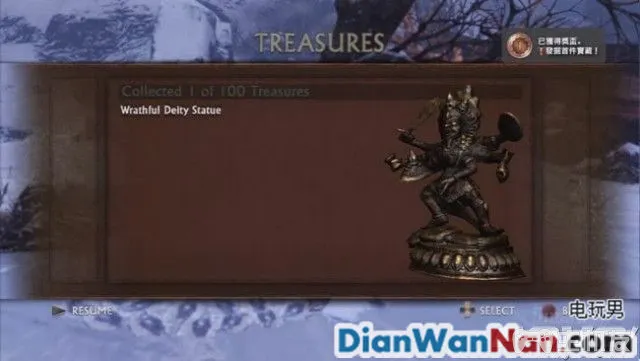 TREASURES
已獲得獎盃。
發掘首件寶藏!
Collected 1 of 100 Treasures
Wrathful Deity Statue
RESUME
SELECT
电玩男
DianWanNan.com